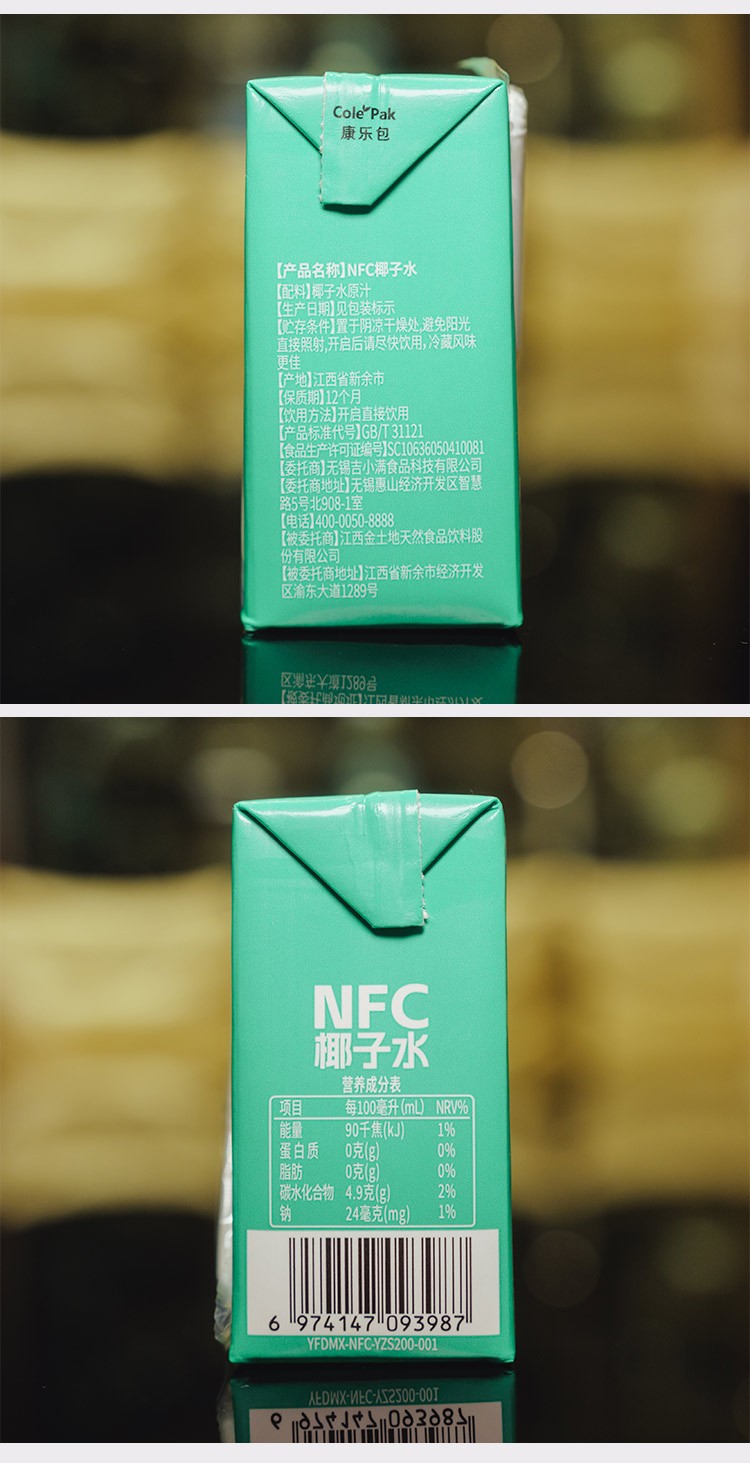 Cole Pak
康乐包
【产品名称】NFC椰子水
【配料】椰子水原汁
【生产日期】见包装标示
【贮存条件】置于阴凉干燥处,避免阳光
直接照射,开启后请尽快饮用,冷藏风味
更佳
【产地】江西省新余市
【保质期】12个月
【饮用方法】开启直接饮用
【产品标准代号】GB/T 31121
【食品生产许可证编号】SC10636050410081
【委托商】无锡吉小满食品科技有限公司
【委托商地址】无锡惠山经济开发区智慧
路5号北908-1室
【电话】400-0050-8888
【被委托商】江西金土地天然食品饮料股
份有限公司
【被委托商地址】江西省新余市经济开发
区渝东大道1289号
NFC
椰子水
营养成分表
项目 每100毫升(mL) NRV%
能量 90千焦(kJ) 1%
蛋白质 0克(g) 0%
脂肪 0克(g) 0%
碳水化合物 4.9克(g) 2%
钠 24毫克(mg) 1%
6 974147 093987
YFDMX-NFC-YZS200-001